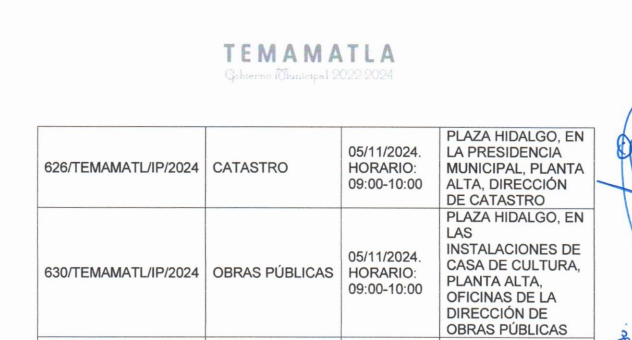 TEMAMATLA
Gobierno Municipal 2022-2024
626/TEMAMATL/IP/2024
CATASTRO
05/11/2024.
HORARIO:
09:00-10:00
PLAZA HIDALGO, EN
LA PRESIDENCIA
MUNICIPAL, PLANTA
ALTA, DIRECCIÓN
DE CATASTRO
630/TEMAMATL/IP/2024
OBRAS PÚBLICAS
05/11/2024.
HORARIO:
09:00-10:00
PLAZA HIDALGO, EN
LAS
INSTALACIONES DE
CASA DE CULTURA,
PLANTA ALTA,
OFICINAS DE LA
DIRECCIÓN DE
OBRAS PÚBLICAS